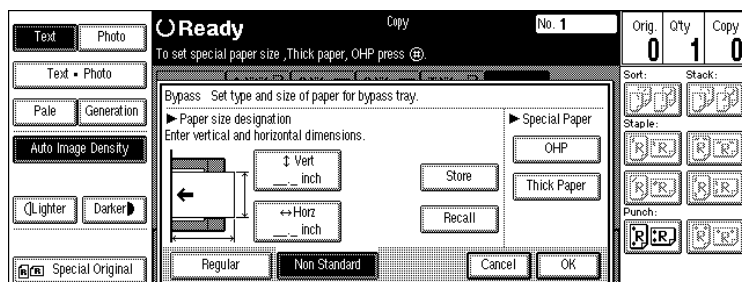 Text Photo
Text • Photo
Pale Generation
Auto Image Density
Lighter Darker
Special Original
Ready
Copy
No. 1
To set special paper size ,Thick paper, OHP press ⌗.
Bypass Set type and size of paper for bypass tray.
► Paper size designation
Enter vertical and horizontal dimensions.
↕ Vert
__._ inch
↔ Horz
__._ inch
Store
Recall
► Special Paper
OHP
Thick Paper
Regular Non Standard Cancel OK
Orig. Q'ty Copy
0 1 0
Sort: Stack:
Staple:
Punch: